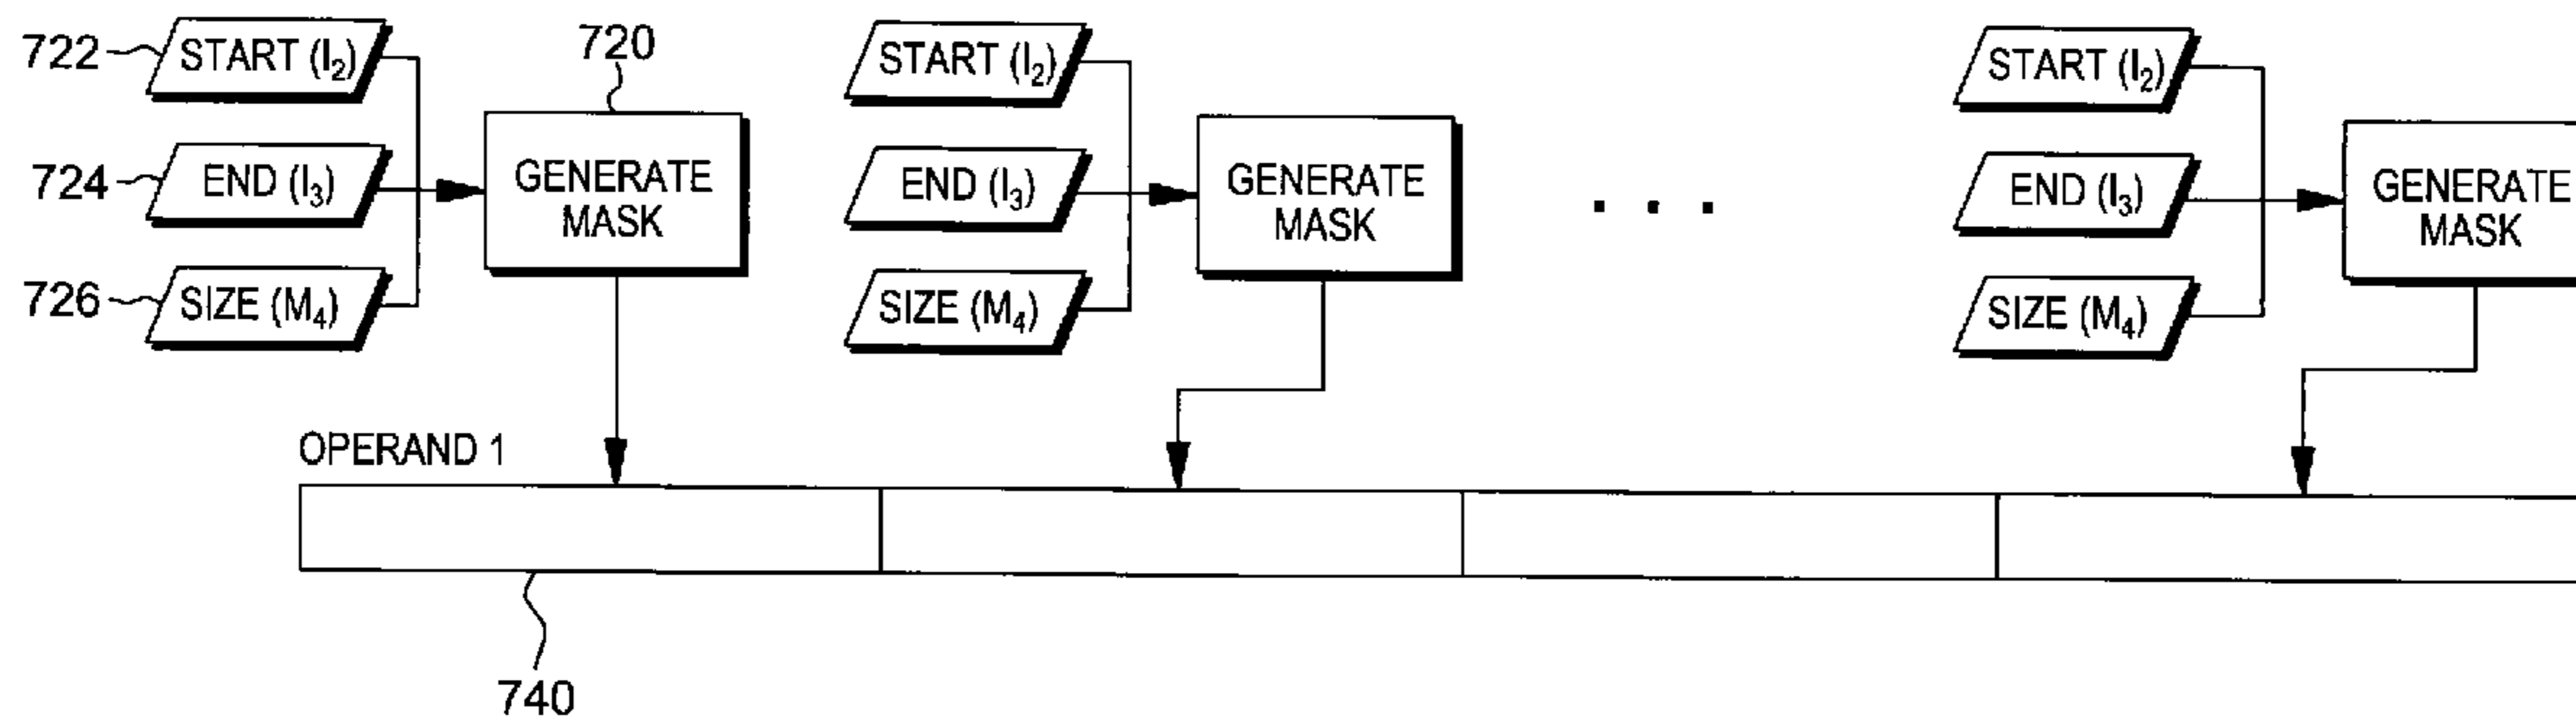 722
START (I₂)
720
START (I₂)
START (I₂)
724
END (I₃)
GENERATE
MASK
END (I₃)
GENERATE
MASK
. . .
END (I₃)
GENERATE
MASK
726
SIZE (M₄)
SIZE (M₄)
SIZE (M₄)
OPERAND 1
740